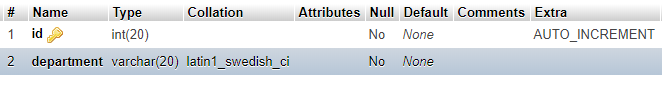 # Name Type Collation Attributes Null Default Comments Extra
1 id int(20) No None AUTO_INCREMENT
2 department varchar(20) latin1_swedish_ci No None